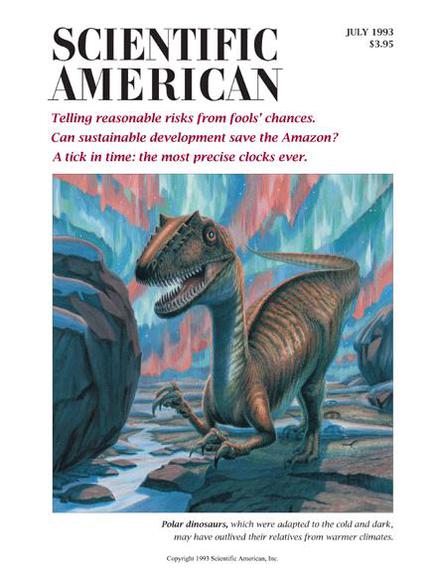 SCIENTIFIC
AMERICAN
JULY 1993
$3.95
Telling reasonable risks from fools' chances.
Can sustainable development save the Amazon?
A tick in time: the most precise clocks ever.
Polar dinosaurs, which were adapted to the cold and dark,
may have outlived their relatives from warmer climates.
Copyright 1993 Scientific American, Inc.